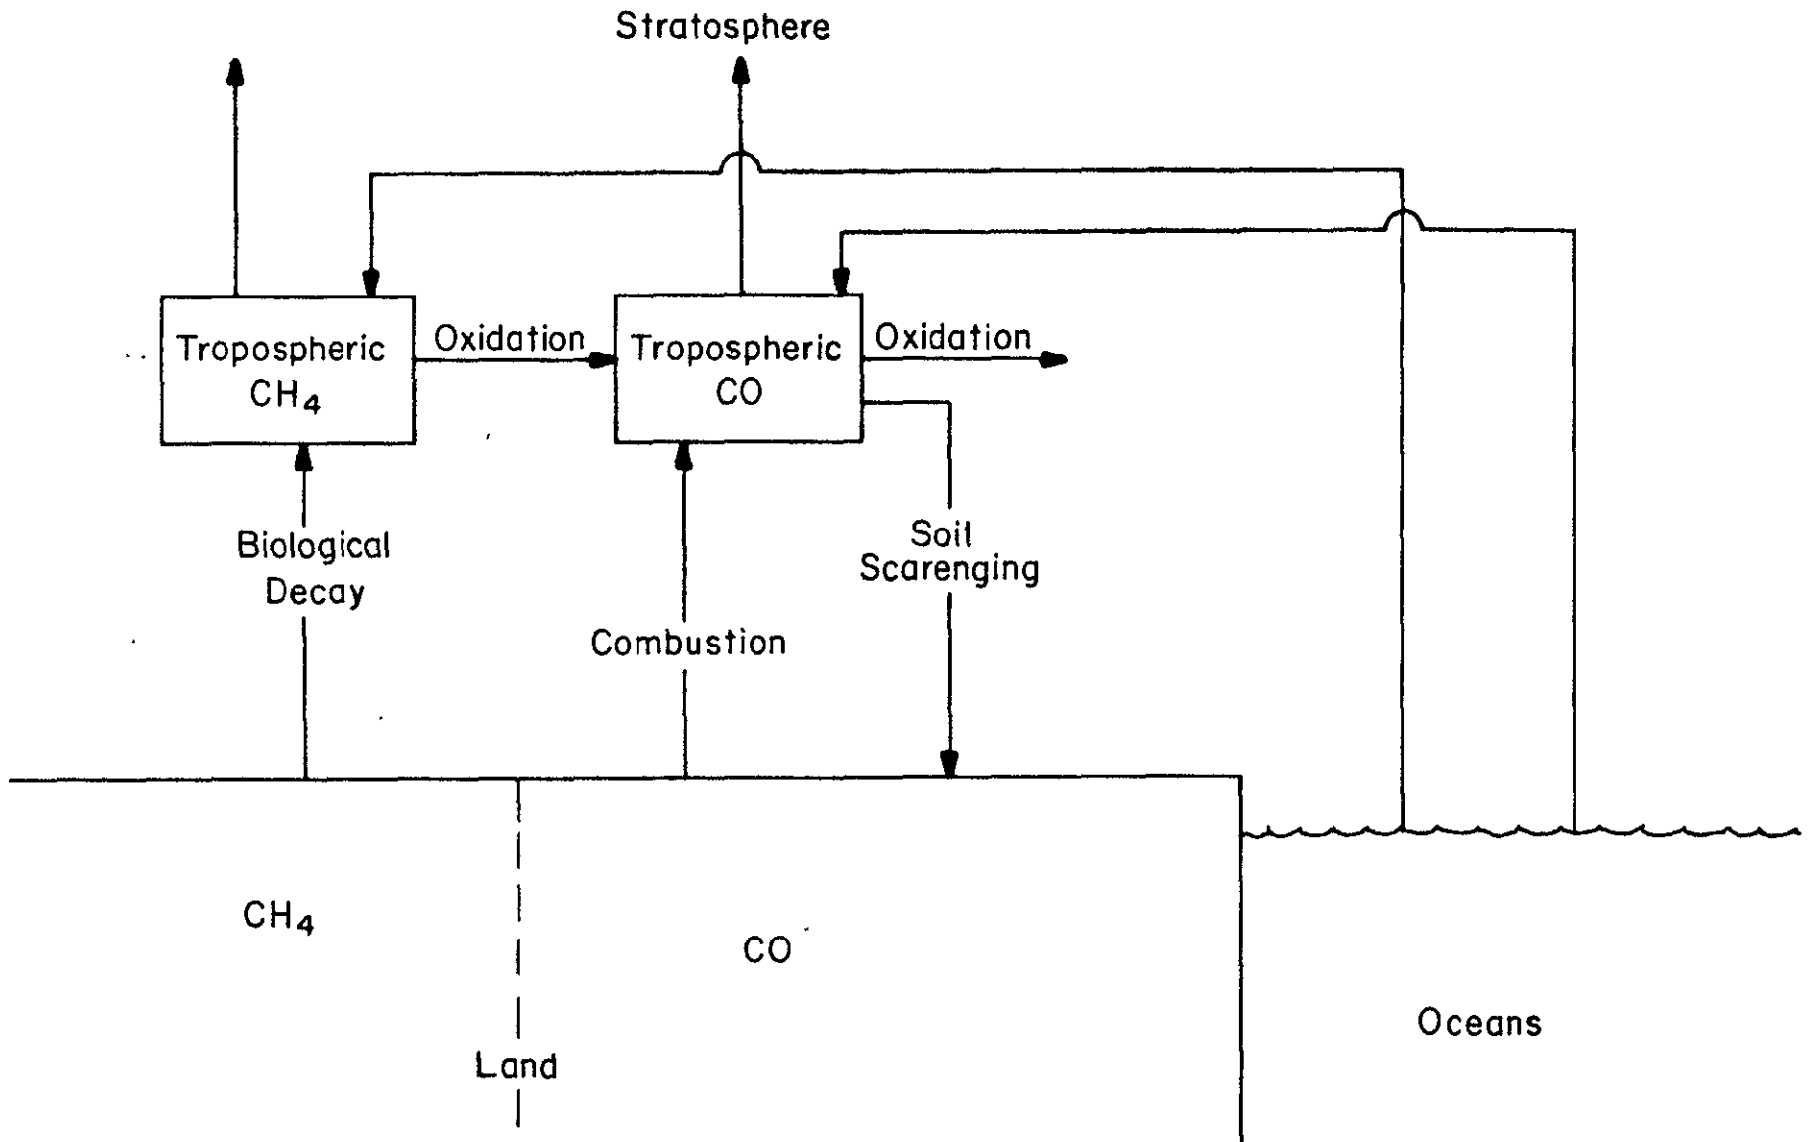 Stratosphere
Oxidation
Oxidation
Tropospheric
CH4
Tropospheric
CO
Biological
Decay
Soil
Scarenging
Combustion
CH4
CO
Oceans
Land